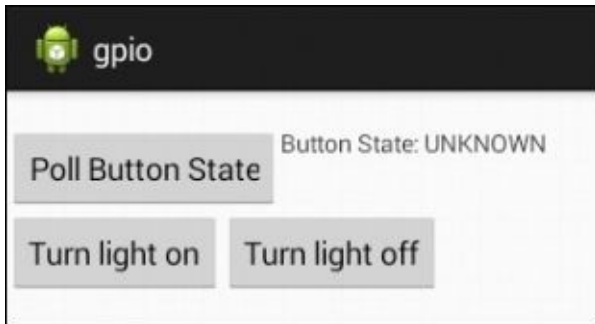 gpio
Poll Button State
Button State: UNKNOWN
Turn light on
Turn light off